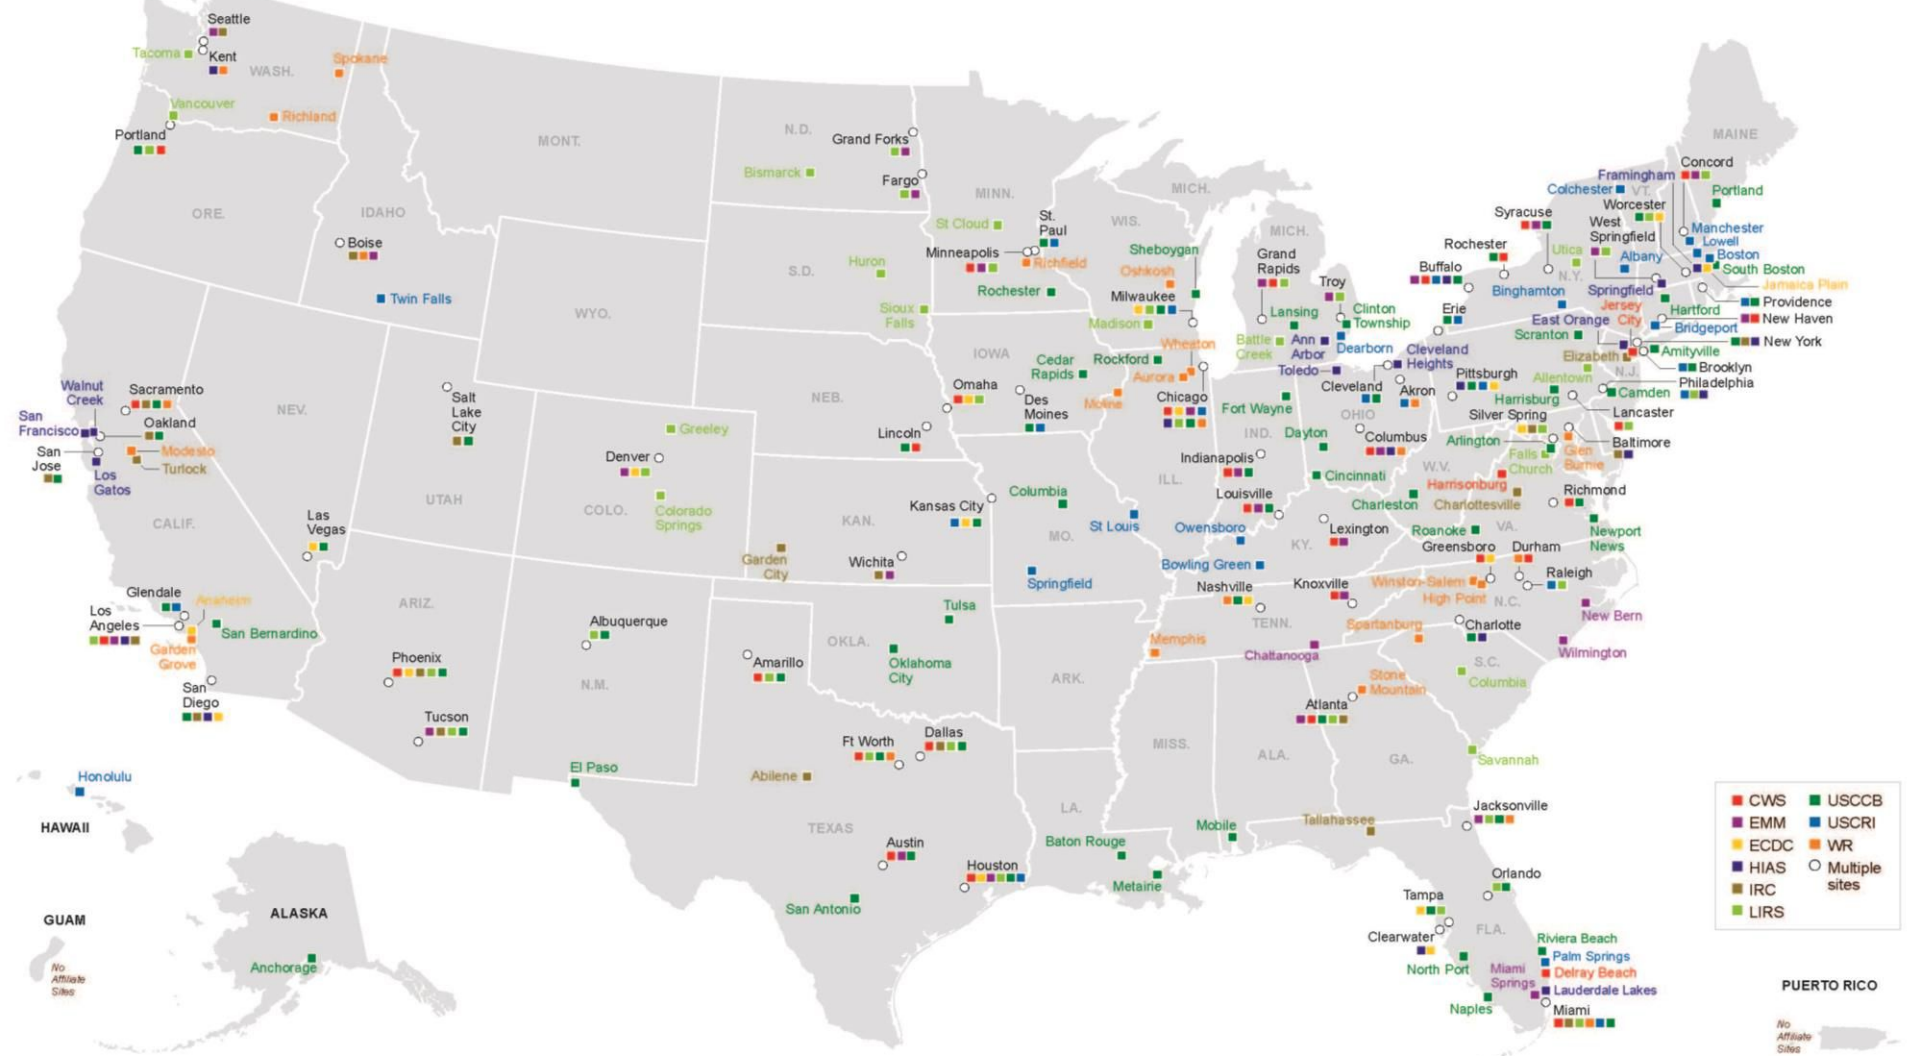 Seattle
Tacoma
Kent
WASH.
Spokane
Vancouver
Richland
Portland
MONT.
N.D.
Grand Forks
Bismarck
Fargo
MINN.
ORE.
IDAHO
Boise
Twin Falls
WYO.
S.D.
Huron
Sioux
Falls
St Cloud
Minneapolis
St.
Paul
Richfield
Rochester
WIS.
MICH.
Sheboygan
Oshkosh
Milwaukee
Madison
MICH.
Grand
Rapids
Troy
Lansing
Clinton
Township
Battle
Creek
Ann
Arbor
Dearborn
Toledo
Cleveland
Heights
Cleveland
Akron
OHIO
Columbus
Wheaton
Rockford
Aurora
Moline
Chicago
IOWA
Cedar
Rapids
Omaha
Des
Moines
NEB.
Lincoln
Fort Wayne
IND.
Dayton
Indianapolis
Cincinnati
ILL.
Louisville
Owensboro
Bowling Green
KY.
Lexington
Walnut
Creek
San
Francisco
Sacramento
Oakland
San
Jose
Los
Gatos
Modesto
Turlock
CALIF.
NEV.
Salt
Lake
City
UTAH
Las
Vegas
Greeley
Denver
COLO.
Colorado
Springs
Garden
City
KAN.
Kansas City
Wichita
Columbia
MO.
St Louis
Springfield
Glendale
Anaheim
Los
Angeles
San Bernardino
Garden
Grove
San
Diego
ARIZ.
Phoenix
Tucson
Albuquerque
N.M.
El Paso
Amarillo
OKLA.
Tulsa
Oklahoma
City
ARK.
Ft Worth
Dallas
Abilene
TEXAS
Austin
Houston
San Antonio
LA.
Baton Rouge
Metairie
MISS.
Mobile
ALA.
GA.
Atlanta
Stone
Mountain
Savannah
Tallahassee
Jacksonville
Orlando
Tampa
Clearwater
FLA.
North Port
Naples
Riviera Beach
Palm Springs
Delray Beach
Miami
Springs
Lauderdale Lakes
Miami
Memphis
Nashville
Knoxville
TENN.
Chattanooga
Winston-Salem
High Point
Greensboro
Durham
Raleigh
N.C.
New Bern
Wilmington
Spartanburg
Charlotte
S.C.
Columbia
W.V.
Charleston
Harrisonburg
Charlottesville
Richmond
Roanoke
VA.
Newport
News
Arlington
Falls
Church
Silver Spring
Glen
Burnie
Baltimore
Lancaster
Pittsburgh
Harrisburg
Allentown
Camden
Philadelphia
Brooklyn
N.J.
Elizabeth
Amityville
New York
Scranton
East Orange
Jersey
City
Bridgeport
New Haven
Hartford
Providence
Springfield
Jamaica Plain
South Boston
Boston
Lowell
Manchester
Erie
Buffalo
Rochester
Syracuse
Utica
N.Y.
Binghamton
Albany
West
Springfield
Worcester
Framingham
Colchester
VT.
Concord
Portland
MAINE
Honolulu
HAWAII
GUAM
No
Affiliate
Sites
ALASKA
Anchorage
CWS
EMM
ECDC
HIAS
IRC
LIRS
USCCB
USCRI
WR
Multiple
sites
PUERTO RICO
No
Affiliate
Sites